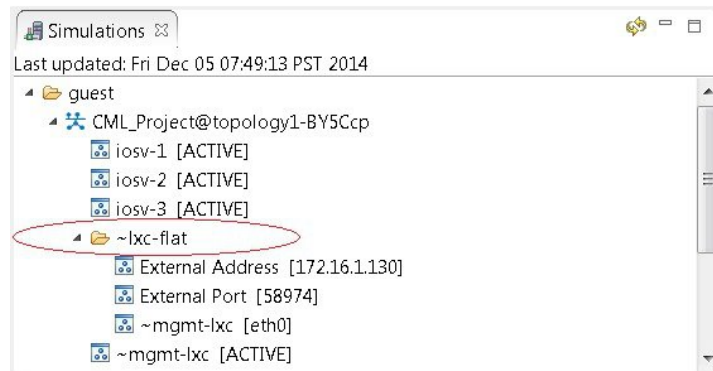 Simulations
Last updated: Fri Dec 05 07:49:13 PST 2014
guest
CML_Project@topology1-BY5Ccp
iosv-1 [ACTIVE]
iosv-2 [ACTIVE]
iosv-3 [ACTIVE]
~lxc-flat
External Address [172.16.1.130]
External Port [58974]
~mgmt-lxc [eth0]
~mgmt-lxc [ACTIVE]